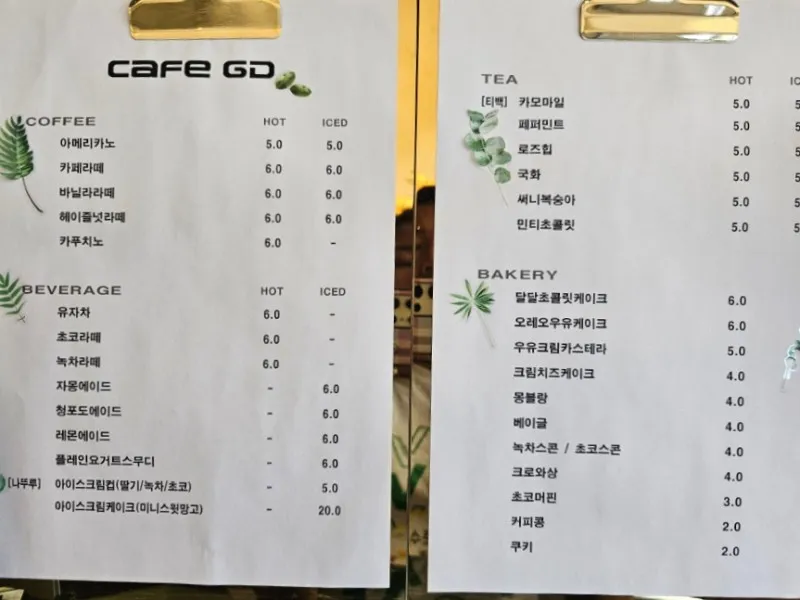 CAFE GD
COFFEE HOT ICED
아메리카노 5.0 5.0
카페라떼 6.0 6.0
바닐라라떼 6.0 6.0
헤이즐넛라떼 6.0 6.0
카푸치노 6.0 -
BEVERAGE HOT ICED
유자차 6.0 -
초코라떼 6.0 -
녹차라떼 6.0 -
자몽에이드 - 6.0
청포도에이드 - 6.0
레몬에이드 - 6.0
플레인요거트스무디 - 6.0
[나뚜루] 아이스크림컵(딸기/녹차/초코) - 5.0
아이스크림케이크(미니스윗망고) - 20.0
TEA HOT
[티백] 카모마일 5.0
페퍼민트 5.0
로즈힙 5.0
국화 5.0
써니복숭아 5.0
민티초콜릿 5.0
BAKERY
달달초콜릿케이크 6.0
오레오우유케이크 6.0
우유크림카스테라 5.0
크림치즈케이크 4.0
몽블랑 4.0
베이글 4.0
녹차스콘 / 초코스콘 4.0
크로와상 4.0
초코머핀 3.0
커피콩 2.0
쿠키 2.0